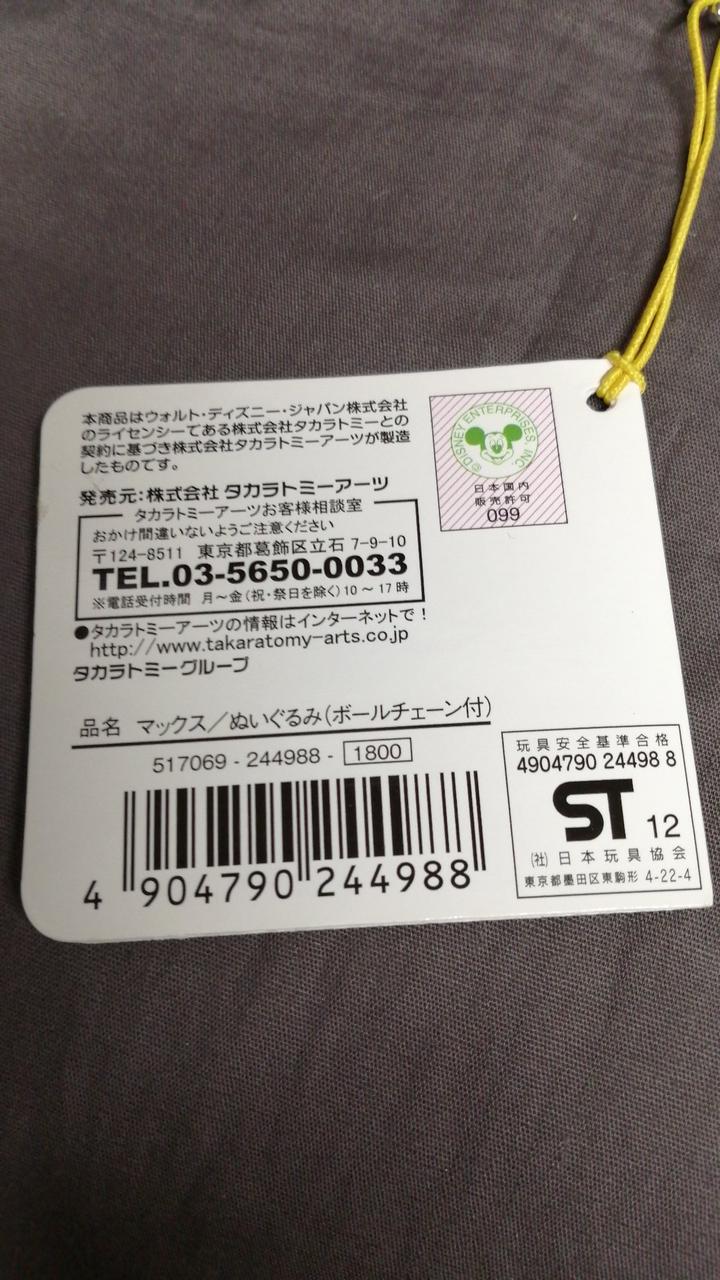 本商品はウォルト・ディズニー・ジャパン株式会社
のライセンシーである株式会社タカラトミーとの
契約に基づき株式会社タカラトミーアーツが製造
したものです。
発売元:株式会社 タカラトミーアーツ
タカラトミーアーツお客様相談室
おかけ間違いないようご注意ください
〒124-8511 東京都葛飾区立石 7-9-10
TEL.03-5650-0033
※電話受付時間 月～金(祝・祭日を除く)10～17時
●タカラトミーアーツの情報はインターネットで!
http://www.takaratomy-arts.co.jp
タカラトミーグループ
©DISNEY ENTERPRISES INC.
日本国内
販売許可
099
品名 マックス/ぬいぐるみ(ボールチェーン付)
517069 - 244988 - 1800
4 904790 244988
玩具安全基準合格
4904790 24498 8
ST 12
(社)日本玩具協会
東京都墨田区東駒形 4-22-4